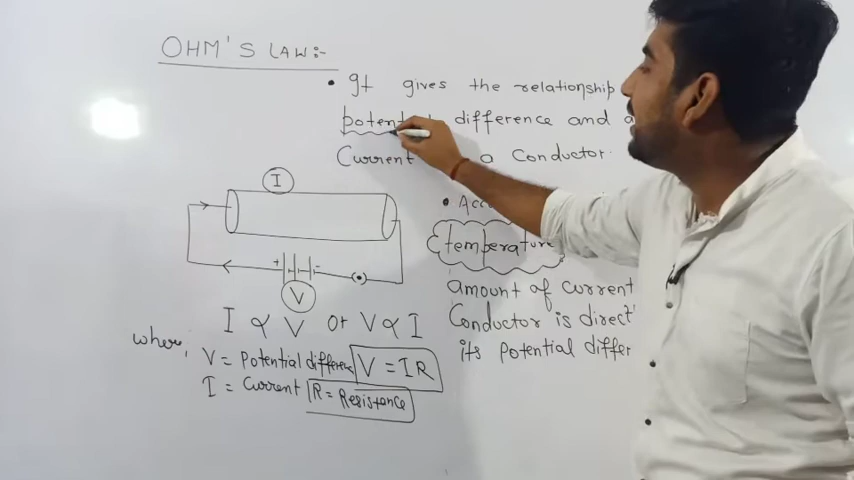 OHM'S LAW:-
• It gives the relationship
potent difference and a
Current a Conductor.
• Acc
temperature
amount of current
Conductor is direct
its potential differ
I
+ -
V
I ∝ V or V ∝ I
where,
V = Potential difference
V = IR
I = Current
R = Resistance